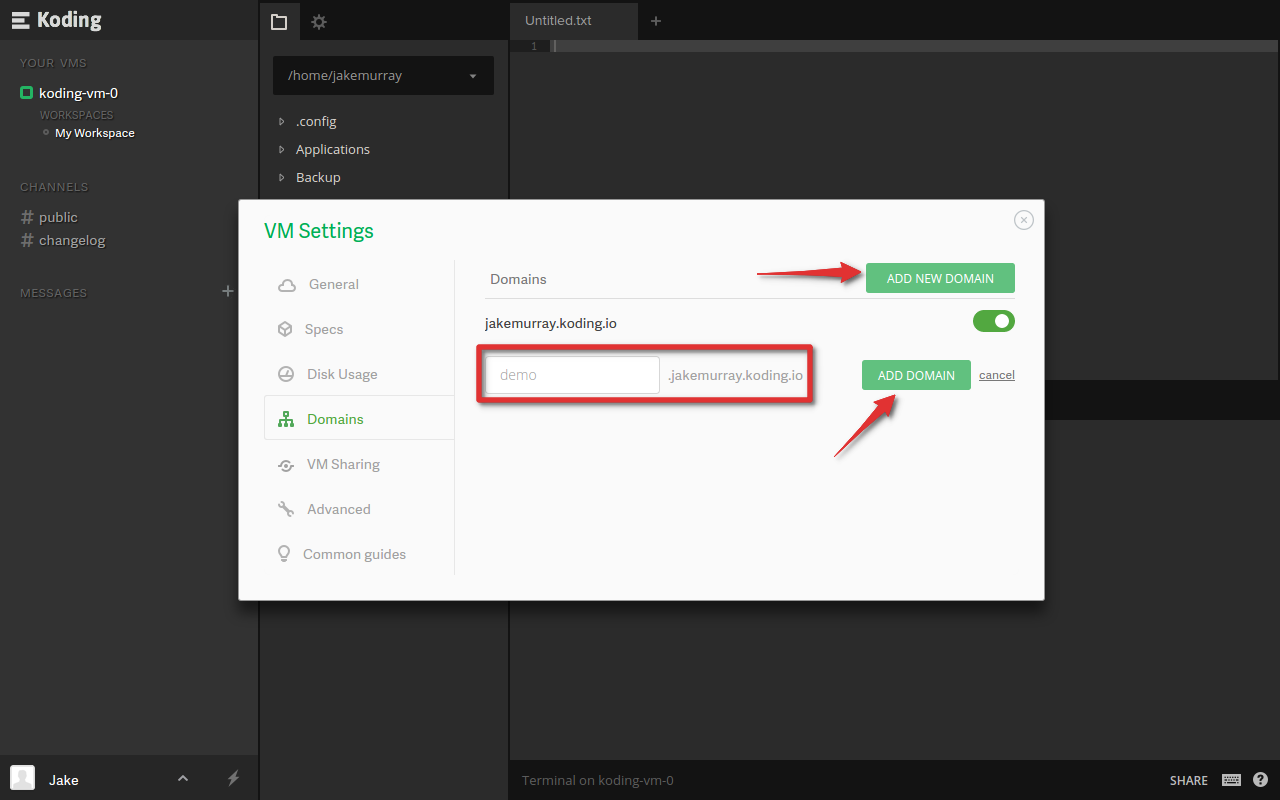 Koding
YOUR VMS
koding-vm-0
WORKSPACES
My Workspace
CHANNELS
# public
# changelog
MESSAGES +
Jake
/home/jakemurray
.config
Applications
Backup
Untitled.txt +
1
VM Settings
General
Specs
Disk Usage
Domains
VM Sharing
Advanced
Common guides
Domains ADD NEW DOMAIN
jakemurray.koding.io
demo .jakemurray.koding.io ADD DOMAIN cancel
Terminal on koding-vm-0 SHARE ?